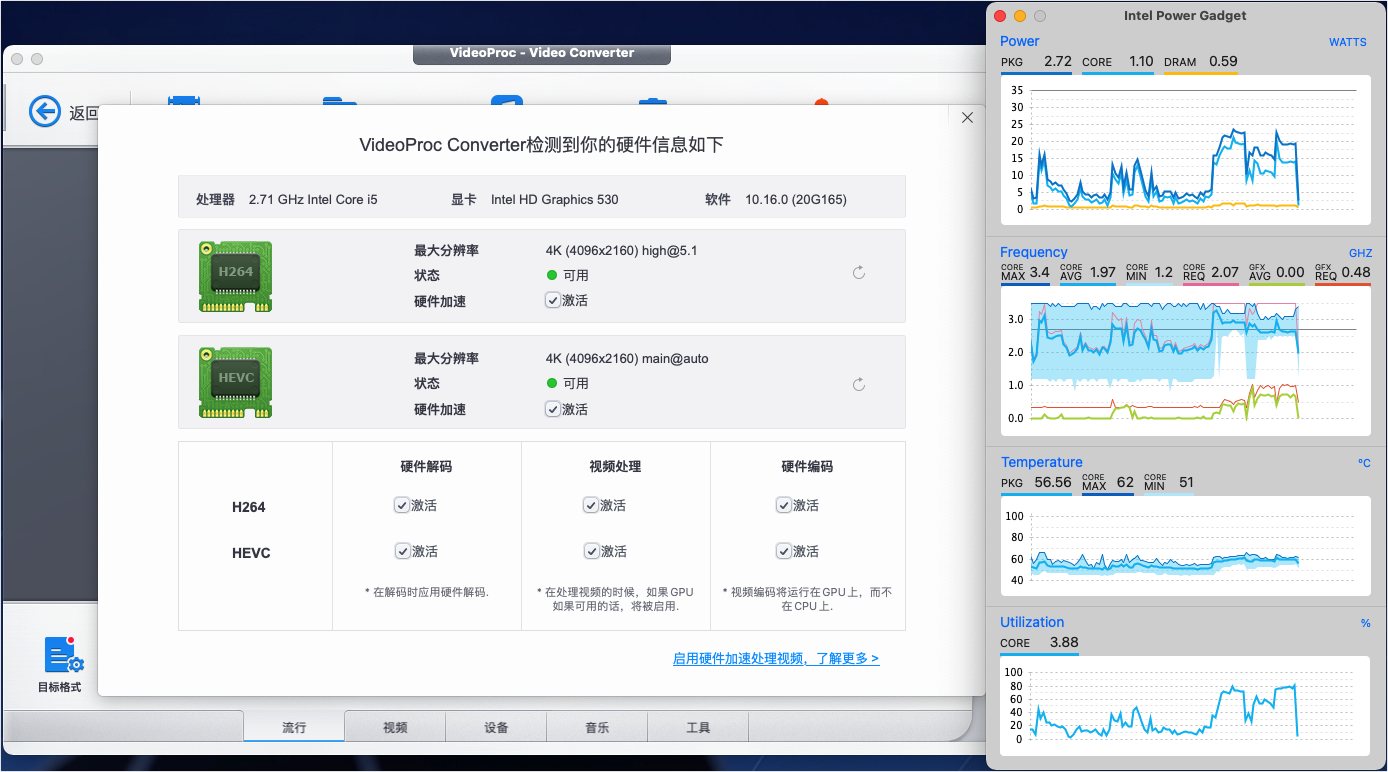 VideoProc - Video Converter
返回
VideoProc Converter检测到你的硬件信息如下
处理器 2.71 GHz Intel Core i5 显卡 Intel HD Graphics 530 软件 10.16.0 (20G165)
H264
最大分辨率 4K (4096x2160) high@5.1
状态 可用
硬件加速 激活
HEVC
最大分辨率 4K (4096x2160) main@auto
状态 可用
硬件加速 激活
硬件解码 视频处理 硬件编码
H264 激活 激活 激活
HEVC 激活 激活 激活
* 在解码时应用硬件解码.
* 在处理视频的时候，如果GPU
如果可用的话，将被启用.
* 视频编码将运行在GPU上，而不
在CPU上.
启用硬件加速处理视频，了解更多 >
目标格式
流行 视频 设备 音乐 工具
Intel Power Gadget
Power WATTS
PKG 2.72 CORE 1.10 DRAM 0.59
35
30
25
20
15
10
5
0
Frequency GHZ
CORE MAX 3.4 CORE AVG 1.97 CORE MIN 1.2 CORE REQ 2.07 GFX AVG 0.00 GFX REQ 0.48
3.0
2.0
1.0
0.0
Temperature ºC
PKG 56.56 CORE MAX 62 CORE MIN 51
100
80
60
40
Utilization %
CORE 3.88
100
80
60
40
20
0